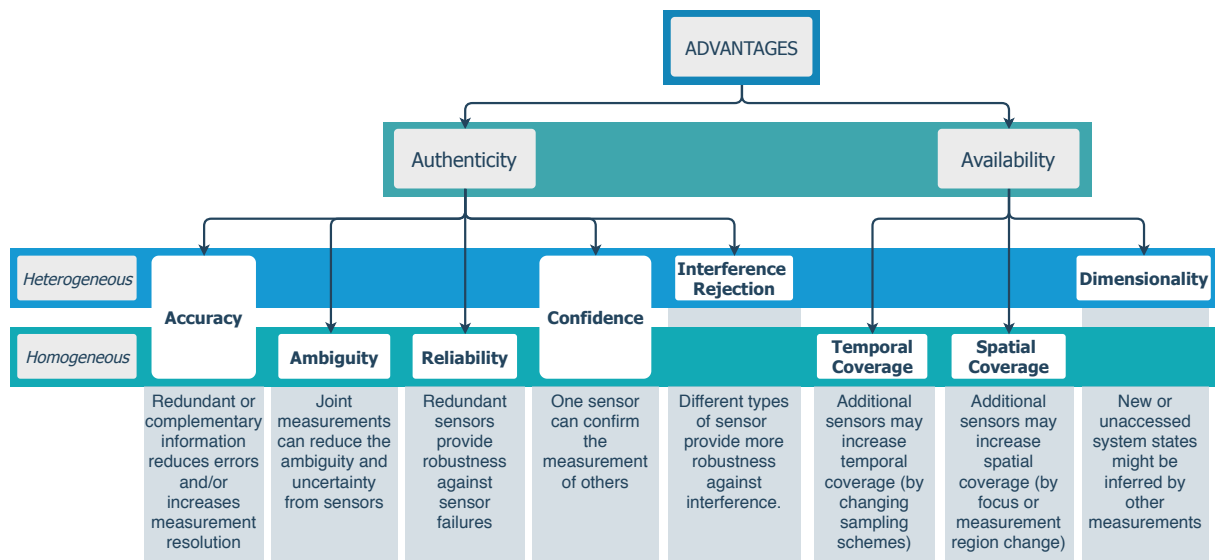 ADVANTAGES
Authenticity
Availability
Heterogeneous
Accuracy
Confidence
Interference
Rejection
Dimensionality
Homogeneous
Ambiguity
Reliability
Temporal
Coverage
Spatial
Coverage
Redundant or
complementary
information
reduces errors
and/or
increases
measurement
resolution
Joint
measurements
can reduce the
ambiguity and
uncertainty
from sensors
Redundant
sensors
provide
robustness
against
sensor
failures
One sensor
can confirm
the
measurement
of others
Different types
of sensor
provide more
robustness
against
interference.
Additional
sensors may
increase
temporal
coverage (by
changing
sampling
schemes)
Additional
sensors may
increase
spatial
coverage (by
focus or
measurement
region change)
New or
unaccessed
system states
might be
inferred by
other
measurements